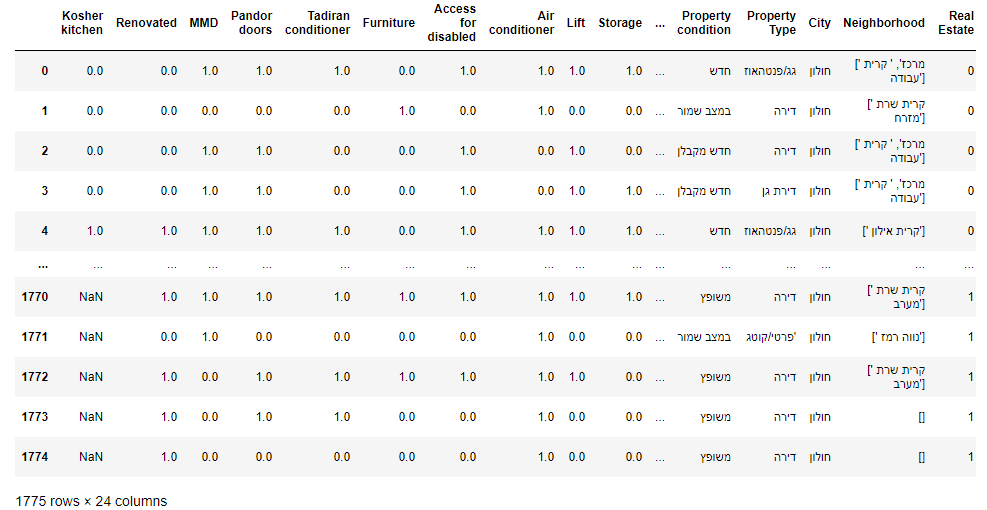 Kosher kitchen Renovated MMD Pandor doors Tadiran conditioner Furniture Access for disabled Air conditioner Lift Storage ... Property condition Property Type City Neighborhood Real Estate
0 0.0 0.0 1.0 1.0 1.0 0.0 1.0 1.0 1.0 1.0 ... חדש גג/פנטהאוז חולון [' מרכז', ' קרית עבודה'] 0
1 0.0 0.0 0.0 0.0 0.0 1.0 0.0 1.0 0.0 0.0 ... במצב שמור דירה חולון [' קרית שרת מזרח'] 0
2 0.0 0.0 1.0 1.0 0.0 0.0 1.0 0.0 1.0 0.0 ... חדש מקבלן דירה חולון [' מרכז', ' קרית עבודה'] 0
3 0.0 0.0 1.0 1.0 0.0 0.0 1.0 0.0 1.0 1.0 ... חדש מקבלן דירת גן חולון [' מרכז', ' קרית עבודה'] 0
4 1.0 1.0 1.0 1.0 1.0 0.0 1.0 1.0 1.0 1.0 ... חדש גג/פנטהאוז חולון [' קרית אילון'] 0
... ... ... ... ... ... ... ... ... ... ... ... ... ... ... ... ...
1770 NaN 1.0 1.0 1.0 1.0 1.0 1.0 1.0 1.0 1.0 ... משופץ דירה חולון [' קרית שרת מערב'] 1
1771 NaN 0.0 1.0 0.0 0.0 0.0 0.0 1.0 0.0 0.0 ... במצב שמור פרטי/קוטג' חולון [' נווה רמז'] 1
1772 NaN 1.0 0.0 1.0 1.0 1.0 1.0 1.0 1.0 0.0 ... משופץ דירה חולון [' קרית שרת מערב'] 1
1773 NaN 1.0 0.0 1.0 1.0 0.0 0.0 1.0 0.0 0.0 ... משופץ דירה חולון [] 1
1774 NaN 1.0 0.0 0.0 0.0 0.0 0.0 1.0 0.0 0.0 ... משופץ דירה חולון [] 1
1775 rows × 24 columns